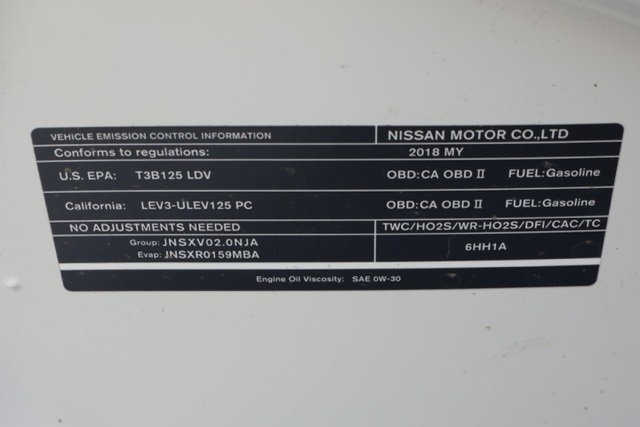 VEHICLE EMISSION CONTROL INFORMATION NISSAN MOTOR CO.,LTD
Conforms to regulations: 2018 MY
U.S. EPA: T3B125 LDV OBD:CA OBD II FUEL:Gasoline
California: LEV3-ULEV125 PC OBD:CA OBD II FUEL:Gasoline
NO ADJUSTMENTS NEEDED TWC/HO2S/WR-HO2S/DFI/CAC/TC
Group: JNSXV02.0NJA 6HH1A
Evap: JNSXR0159MBA
Engine Oil Viscosity: SAE 0W-30